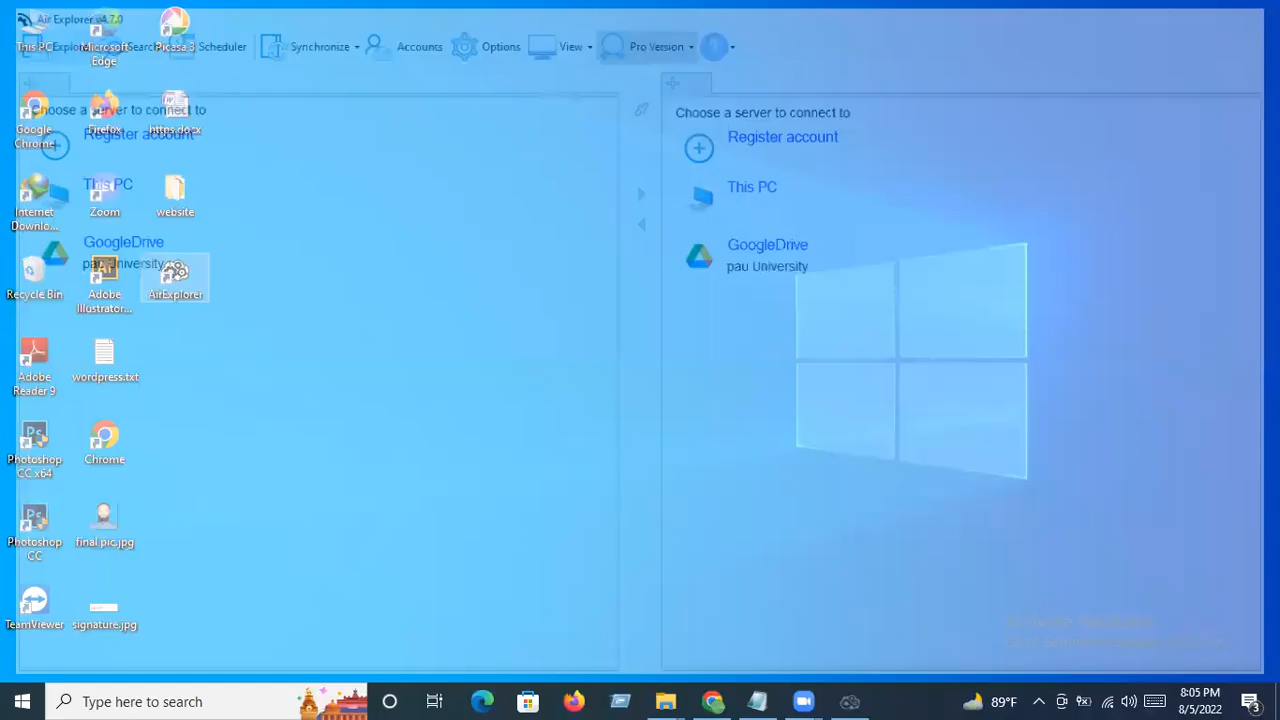 Air Explorer v4.7.0
Explorer Search Scheduler Synchronize Accounts Options View Pro Version
Choose a server to connect to
Register account
This PC
GoogleDrive
pau University
Choose a server to connect to
Register account
This PC
GoogleDrive
pau University
This PC
Microsoft
Edge
Picasa 3
Google
Chrome
Firefox
https.docx
Internet
Downlo...
Zoom
website
Recycle Bin
Adobe
Illustrator...
AirExplorer
Adobe
Reader 9
wordpress.txt
Photoshop
CC x64
Chrome
Photoshop
CC
final pic.jpg
TeamViewer
signature.jpg
Type here to search
89°F
8:05 PM
8/5/2022
3